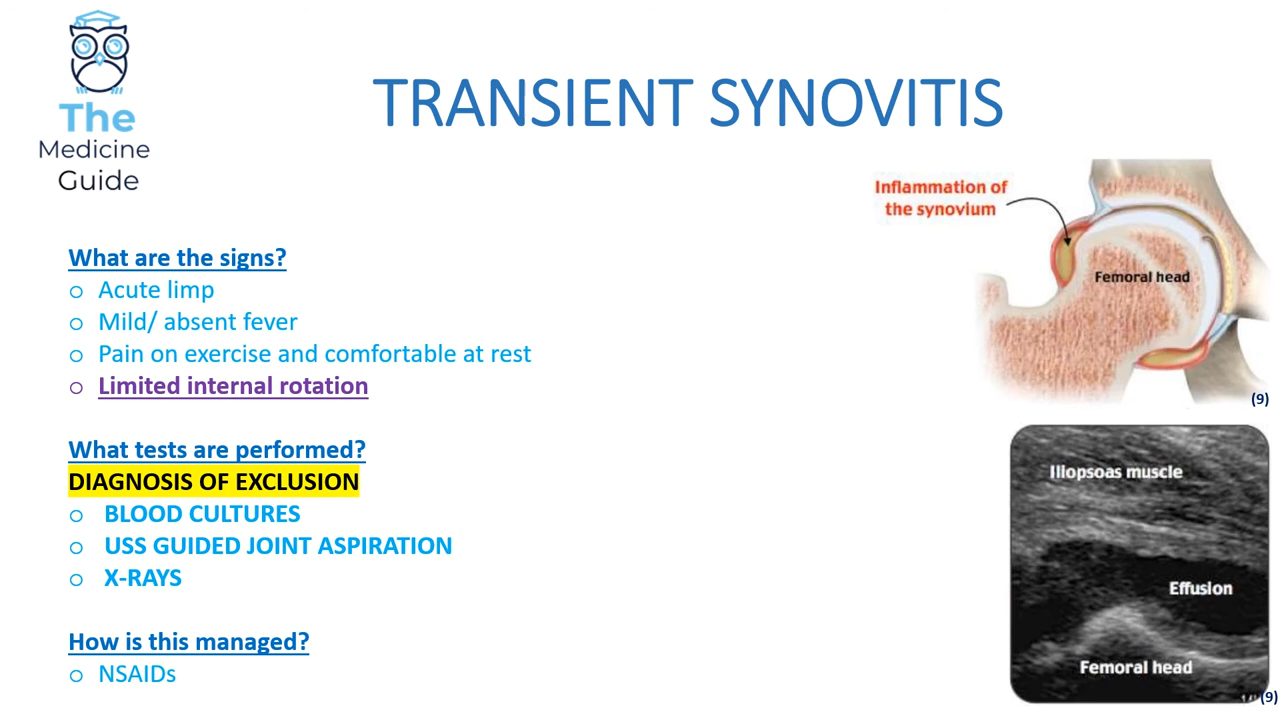 The
Medicine
Guide
TRANSIENT SYNOVITIS
Inflammation of
the synovium
Femoral head
(9)
What are the signs?
○ Acute limp
○ Mild/ absent fever
○ Pain on exercise and comfortable at rest
○ Limited internal rotation
What tests are performed?
DIAGNOSIS OF EXCLUSION
○ BLOOD CULTURES
○ USS GUIDED JOINT ASPIRATION
○ X-RAYS
How is this managed?
○ NSAIDs
Iliopsoas muscle
Effusion
Femoral head
(9)